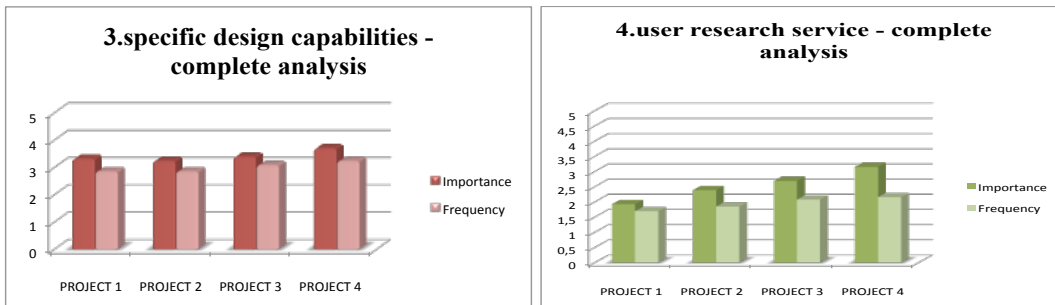 3.specific design capabilities -
complete analysis
5
4
3
2
1
0
PROJECT 1 PROJECT 2 PROJECT 3 PROJECT 4
Importance
Frequency
4.user research service - complete
analysis
5
4,5
4
3,5
3
2,5
2
1,5
1
0,5
0
PROJECT 1 PROJECT 2 PROJECT 3 PROJECT 4
Importance
Frequency